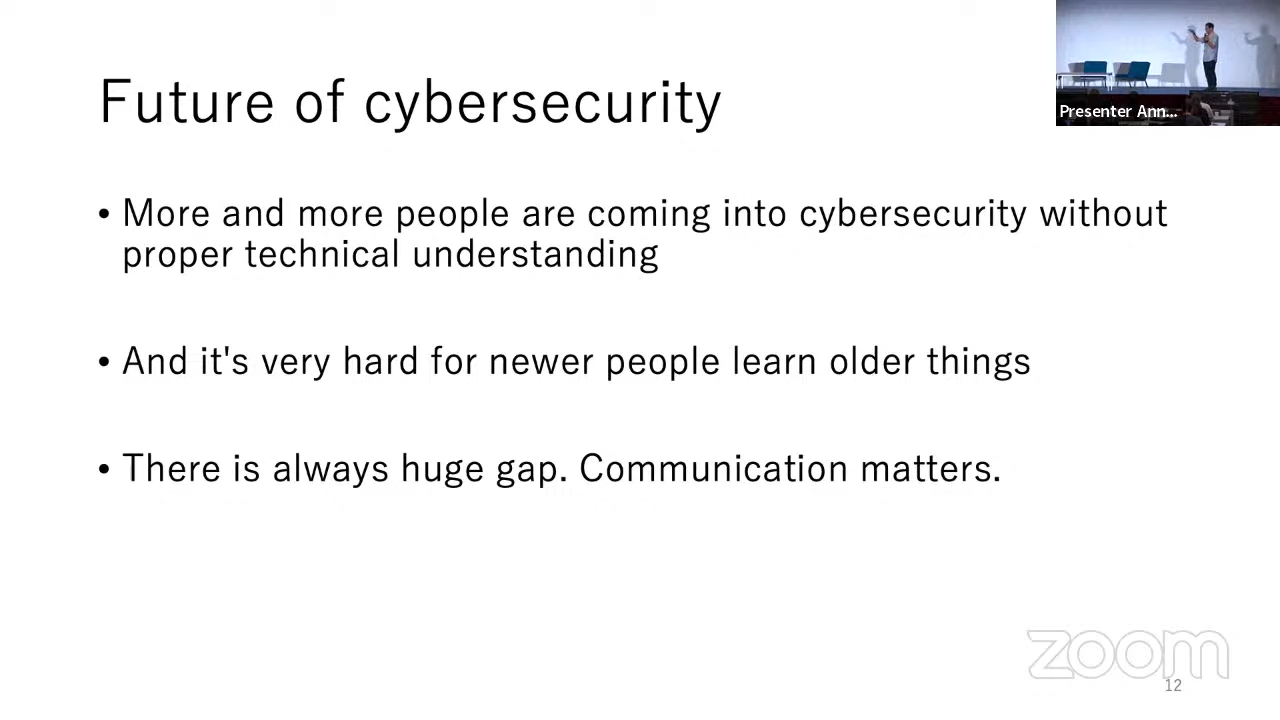 Future of cybersecurity
Presenter Ann...
• More and more people are coming into cybersecurity without
proper technical understanding
• And it's very hard for newer people learn older things
• There is always huge gap. Communication matters.
zoom
12